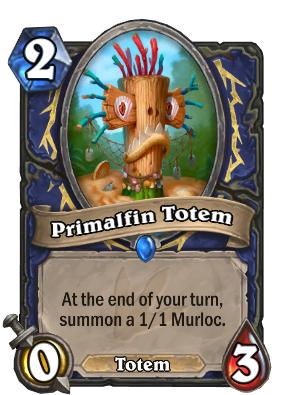 2
Primalfin Totem
At the end of your turn,
summon a 1/1 Murloc.
0
Totem
3